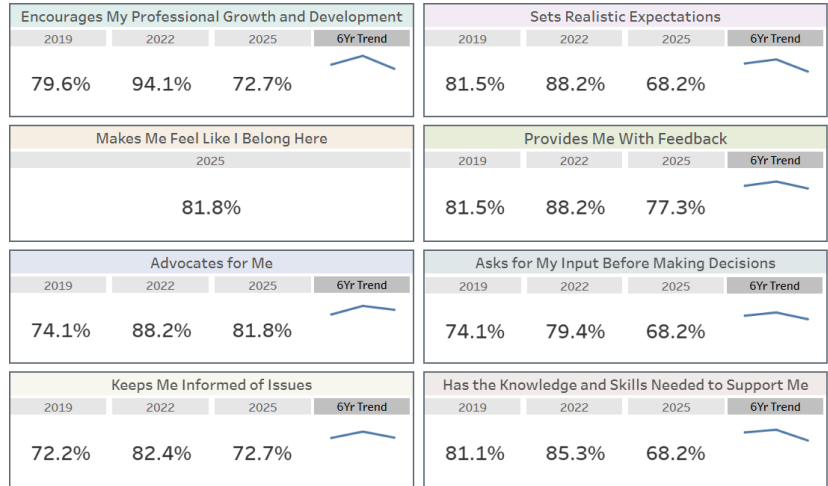 Encourages My Professional Growth and Development
2019 2022 2025 6Yr Trend
79.6% 94.1% 72.7%
Sets Realistic Expectations
2019 2022 2025 6Yr Trend
81.5% 88.2% 68.2%
Makes Me Feel Like I Belong Here
2025
81.8%
Provides Me With Feedback
2019 2022 2025 6Yr Trend
81.5% 88.2% 77.3%
Advocates for Me
2019 2022 2025 6Yr Trend
74.1% 88.2% 81.8%
Asks for My Input Before Making Decisions
2019 2022 2025 6Yr Trend
74.1% 79.4% 68.2%
Keeps Me Informed of Issues
2019 2022 2025 6Yr Trend
72.2% 82.4% 72.7%
Has the Knowledge and Skills Needed to Support Me
2019 2022 2025 6Yr Trend
81.1% 85.3% 68.2%